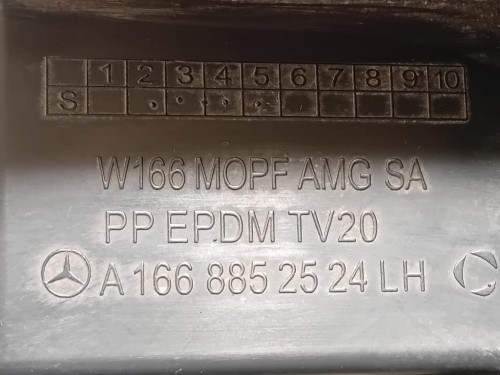 1 2 3 4 5 6 7 8 9 10
S
W166 MOPF AMG SA
PP EPDM TV20
A 166 885 25 24 LH